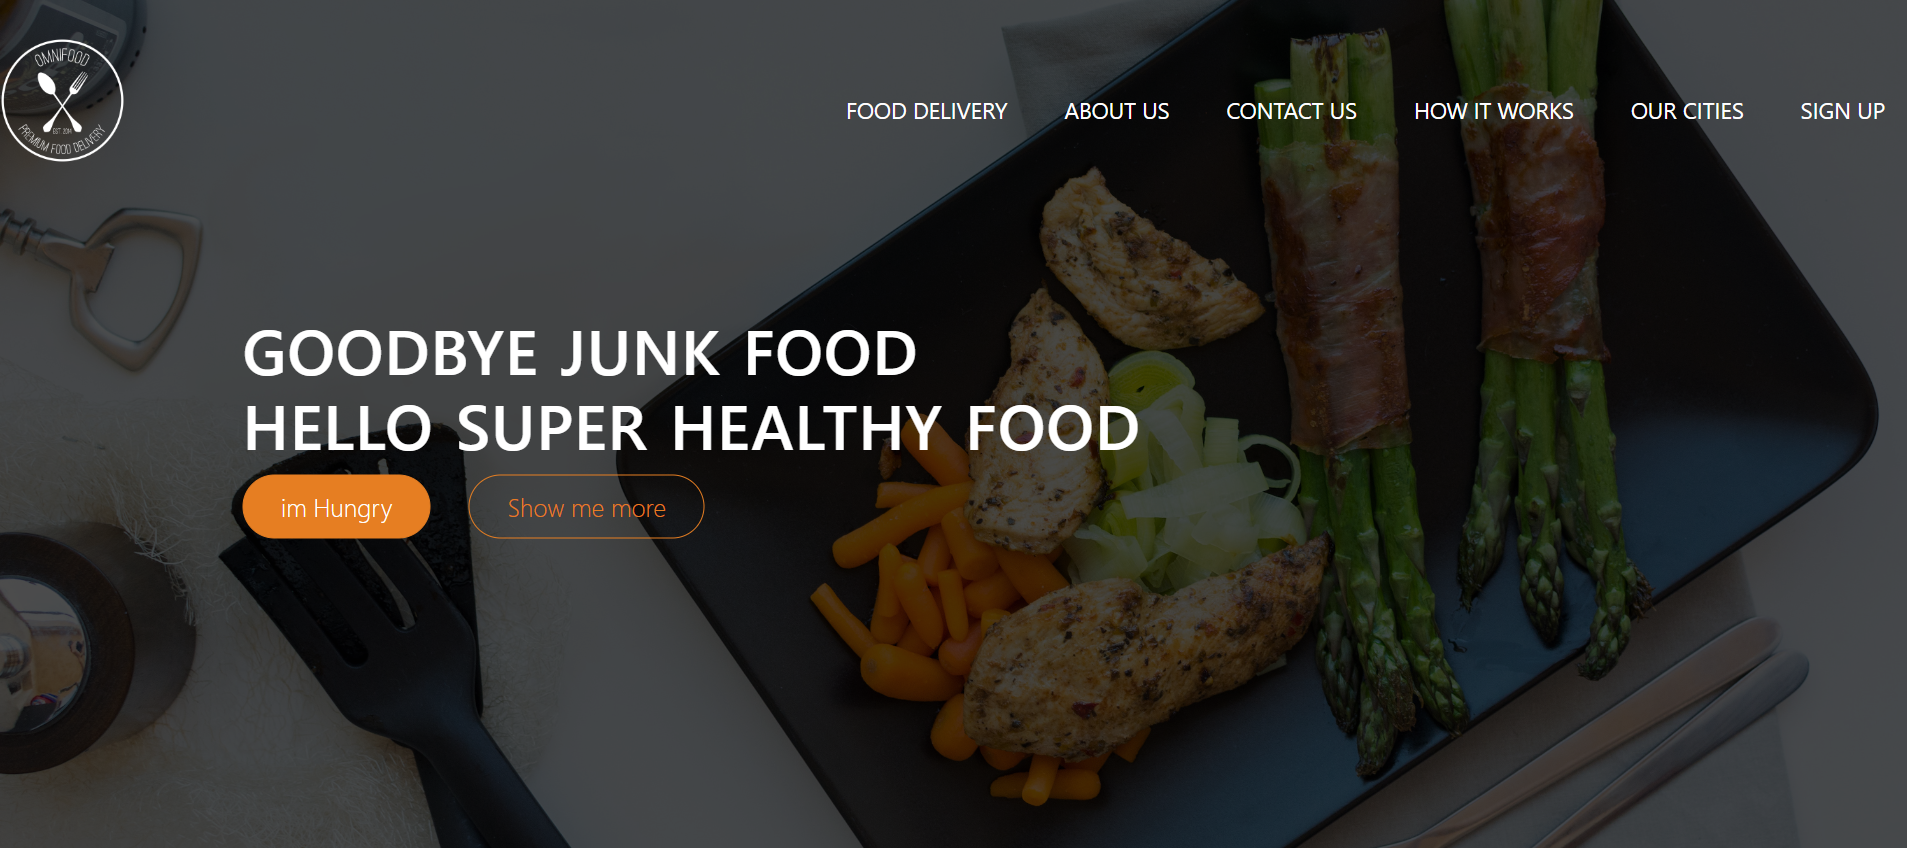 OMNIFOOD
EST 2014
PREMIUM FOOD DELIVERY
FOOD DELIVERY ABOUT US CONTACT US HOW IT WORKS OUR CITIES SIGN UP
GOODBYE JUNK FOOD
HELLO SUPER HEALTHY FOOD
im Hungry Show me more